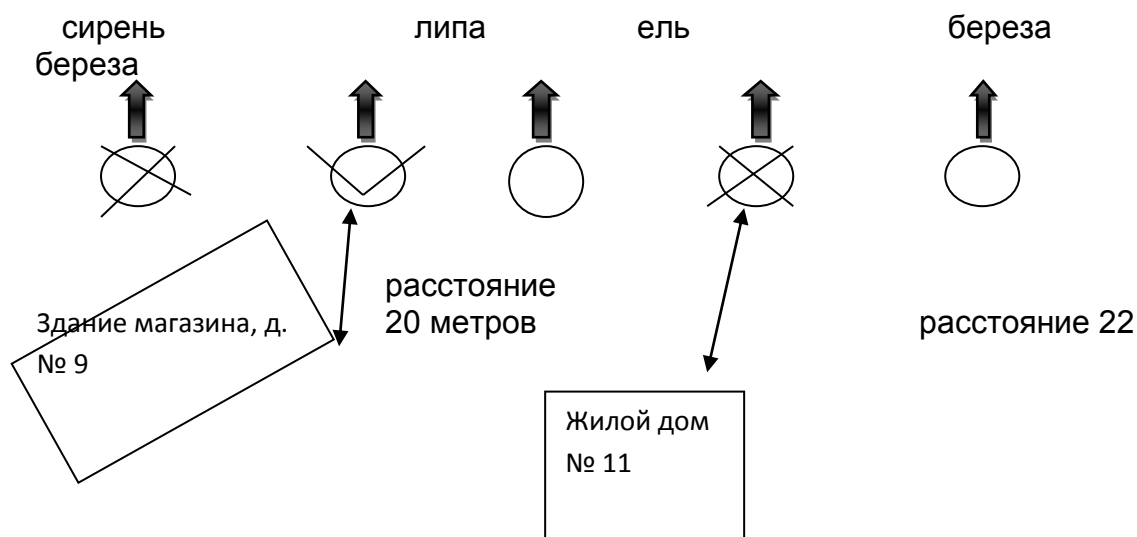 сирень липа ель береза
береза
расстояние
20 метров
Здание магазина, д.
№ 9
расстояние 22
Жилой дом
№ 11